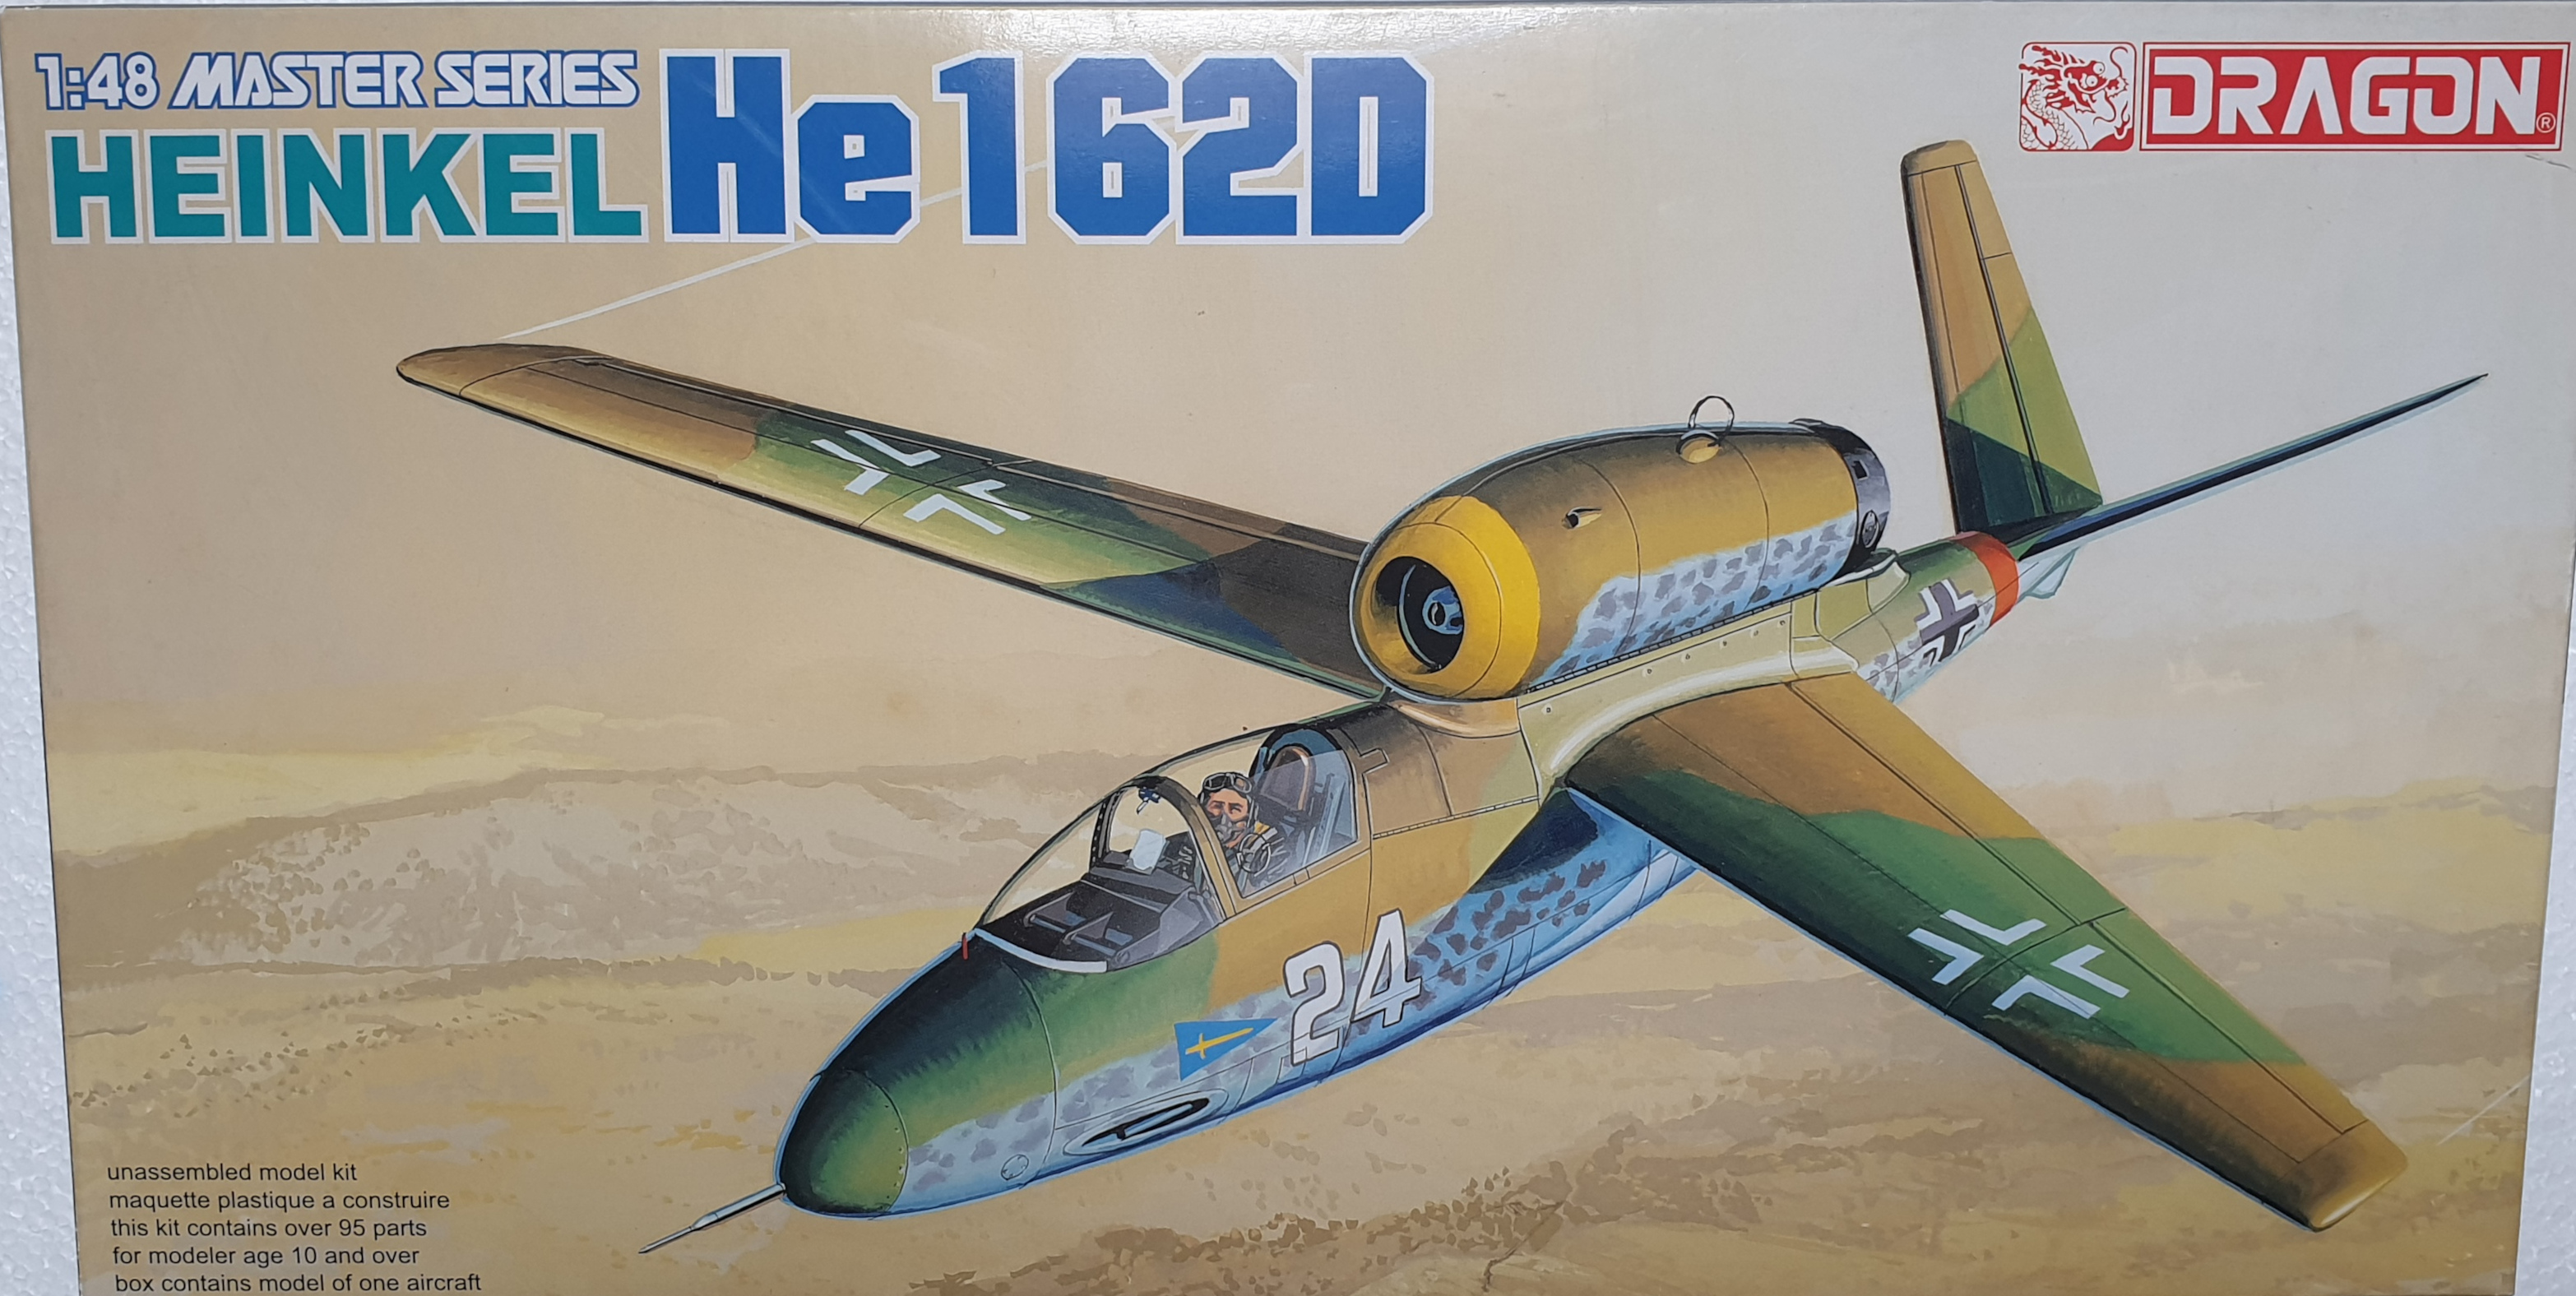 1:48 MASTER SERIES
HEINKEL He162D
DRAGON®
24
unassembled model kit
maquette plastique a construire
this kit contains over 95 parts
for modeler age 10 and over
box contains model of one aircraft